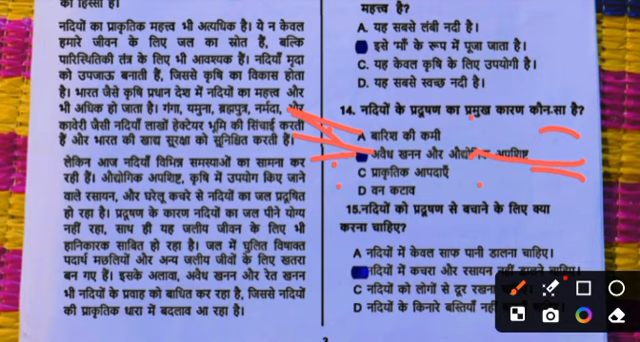 का हिस्सा हैं।
नदियों का प्राकृतिक महत्त्व भी अत्यधिक है। ये न केवल
हमारे जीवन के लिए जल का स्रोत हैं, बल्कि
पारिस्थितिकी तंत्र के लिए भी आवश्यक हैं। नदियाँ मृदा
को उपजाऊ बनाती हैं, जिससे कृषि का विकास होता
है। भारत जैसे कृषि प्रधान देश में नदियों का महत्त्व और
भी अधिक हो जाता है। गंगा, यमुना, ब्रह्मपुत्र, नर्मदा, और
कावेरी जैसी नदियाँ लाखों हेक्टेयर भूमि की सिंचाई करती
हैं और भारत की खाद्य सुरक्षा को सुनिश्चित करती हैं।
लेकिन आज नदियाँ विभिन्न समस्याओं का सामना कर
रही हैं। औद्योगिक अपशिष्ट, कृषि में उपयोग किए जाने
वाले रसायन, और घरेलू कचरे से नदियों का जल प्रदूषित
हो रहा है। प्रदूषण के कारण नदियों का जल पीने योग्य
नहीं रहा, साथ ही यह जलीय जीवन के लिए भी
हानिकारक साबित हो रहा है। जल में घुलित विषाक्त
पदार्थ मछलियों और अन्य जलीय जीवों के लिए खतरा
बन गए हैं। इसके अलावा, अवैध खनन और रेत खनन
भी नदियों के प्रवाह को बाधित कर रहा है, जिससे नदियों
की प्राकृतिक धारा में बदलाव आ रहा है।
महत्त्व है?
A. यह सबसे लंबी नदी है।
इसे 'माँ' के रूप में पूजा जाता है।
C. यह केवल कृषि के लिए उपयोगी है।
D. यह सबसे स्वच्छ नदी है।
14. नदियों के प्रदूषण का प्रमुख कारण कौन-सा है?
A बारिश की कमी
अवैध खनन और औद्योगिक अपशिष्ट
C प्राकृतिक आपदाएँ
D वन कटाव
15.नदियों को प्रदूषण से बचाने के लिए क्या
करना चाहिए?
A नदियों में केवल साफ पानी डालना चाहिए।
नदियों में कचरा और रसायन नहीं डालने चाहिए।
C नदियों को लोगों से दूर रखना
D नदियों के किनारे बस्तियाँ नहीं
3